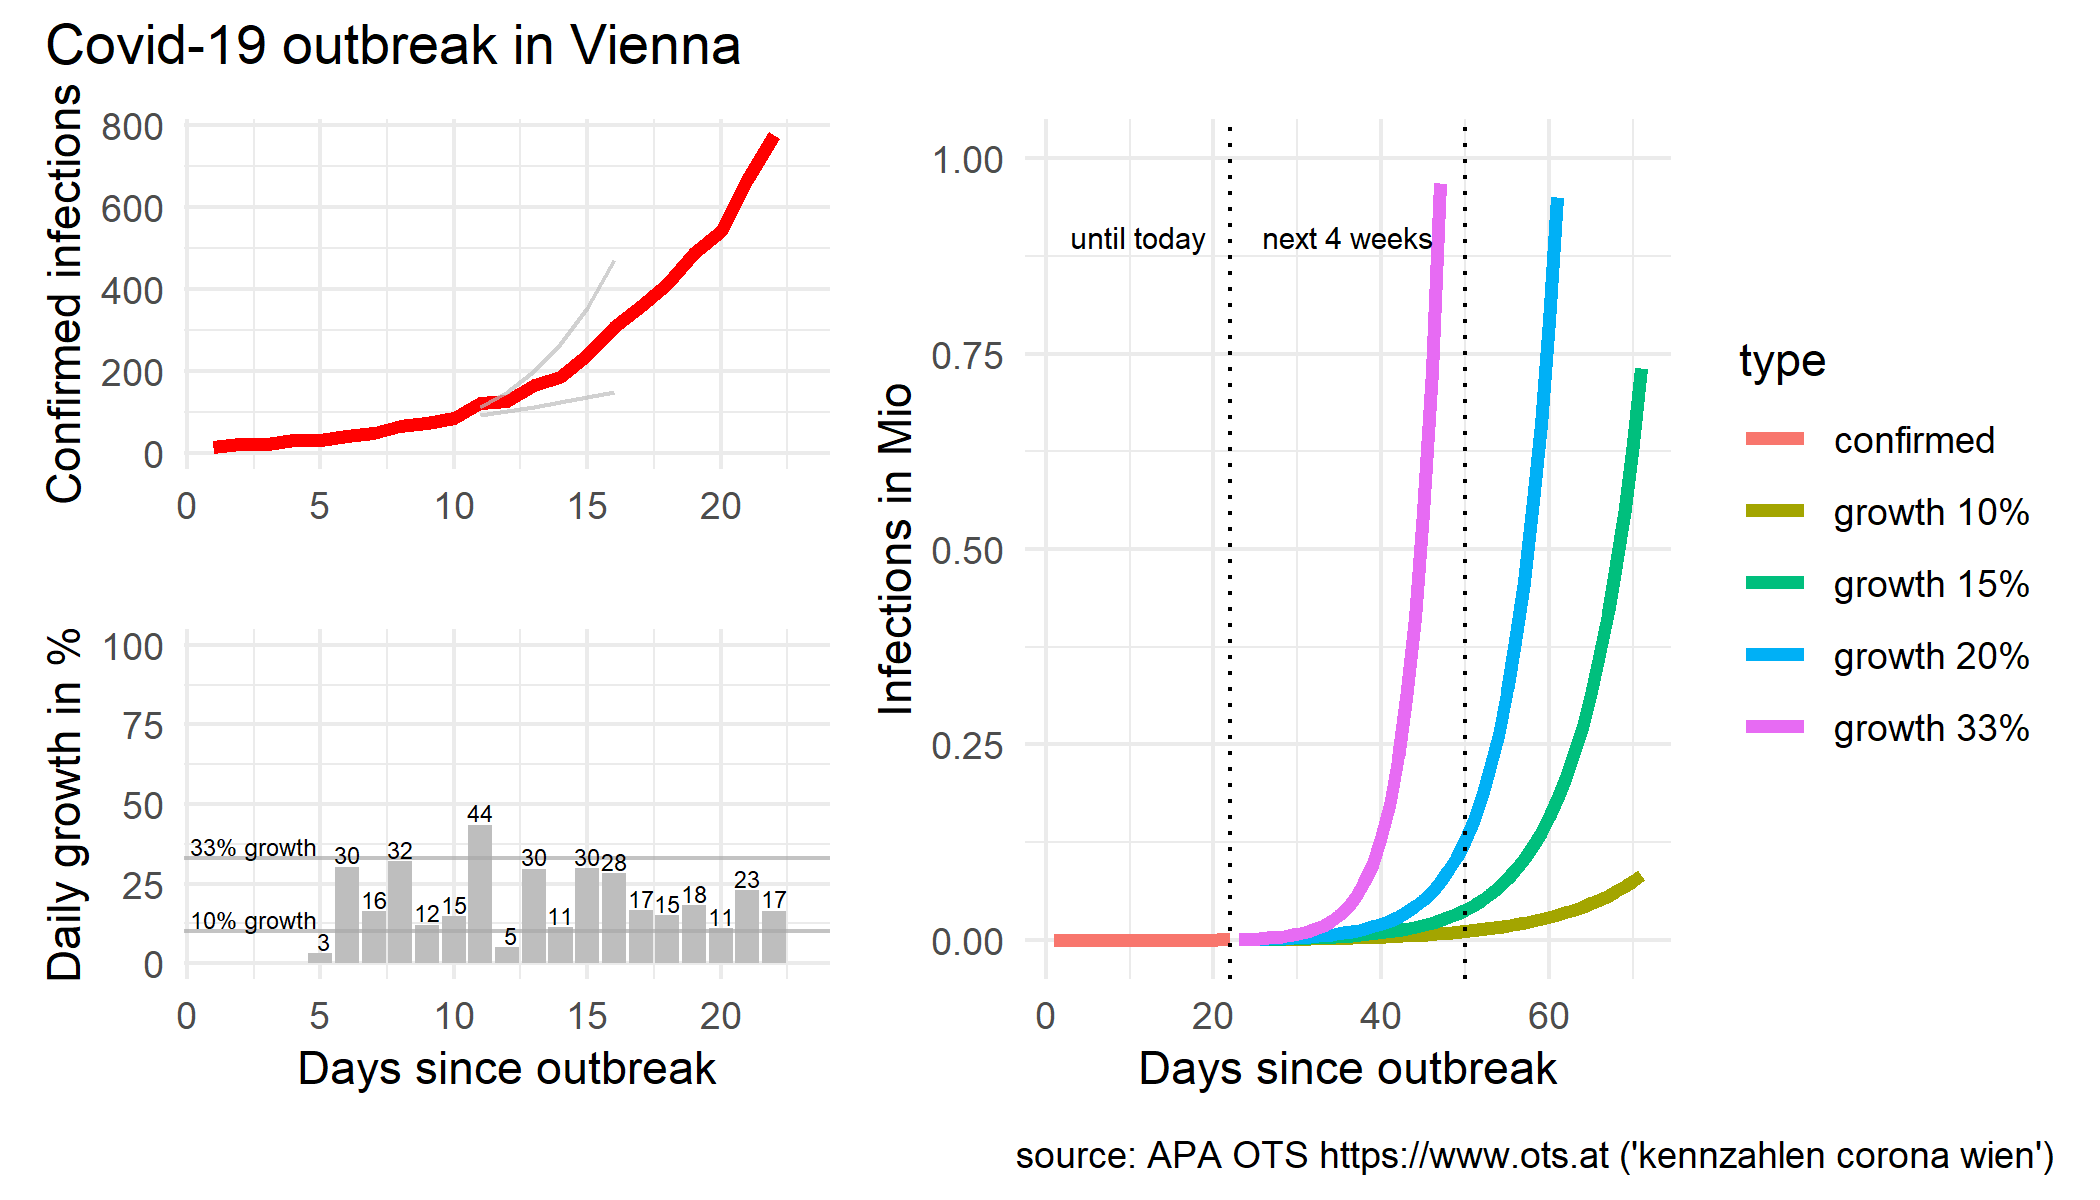 Covid-19 outbreak in Vienna
Confirmed infections
800
600
400
200
0
0 5 10 15 20
Daily growth in %
100
75
50
25
0
33% growth
10% growth
3 30 16 32 12 15 44 5 30 11 30 28 17 15 18 11 23 17
0 5 10 15 20
Days since outbreak
Infections in Mio
1.00
0.75
0.50
0.25
0.00
until today
next 4 weeks
0 20 40 60
Days since outbreak
type
confirmed
growth 10%
growth 15%
growth 20%
growth 33%
source: APA OTS https://www.ots.at ('kennzahlen corona wien')